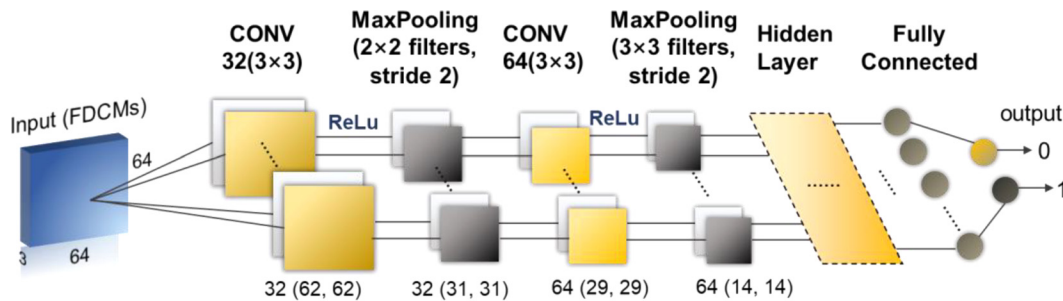 CONV
32(3×3)
MaxPooling
(2×2 filters,
stride 2)
CONV
64(3×3)
MaxPooling
(3×3 filters,
stride 2)
Hidden
Layer
Fully
Connected
Input (FDCMs)
64
3
64
ReLu
ReLu
output
0
1
32 (62, 62)
32 (31, 31)
64 (29, 29)
64 (14, 14)